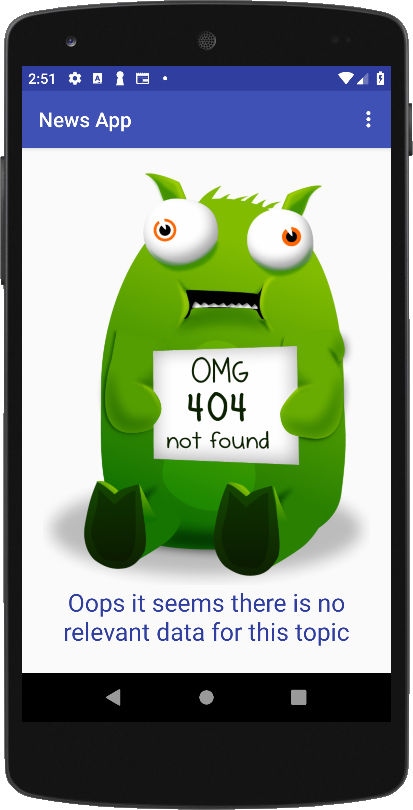 2:51
News App
OMG
404
not found
Oops it seems there is no
relevant data for this topic